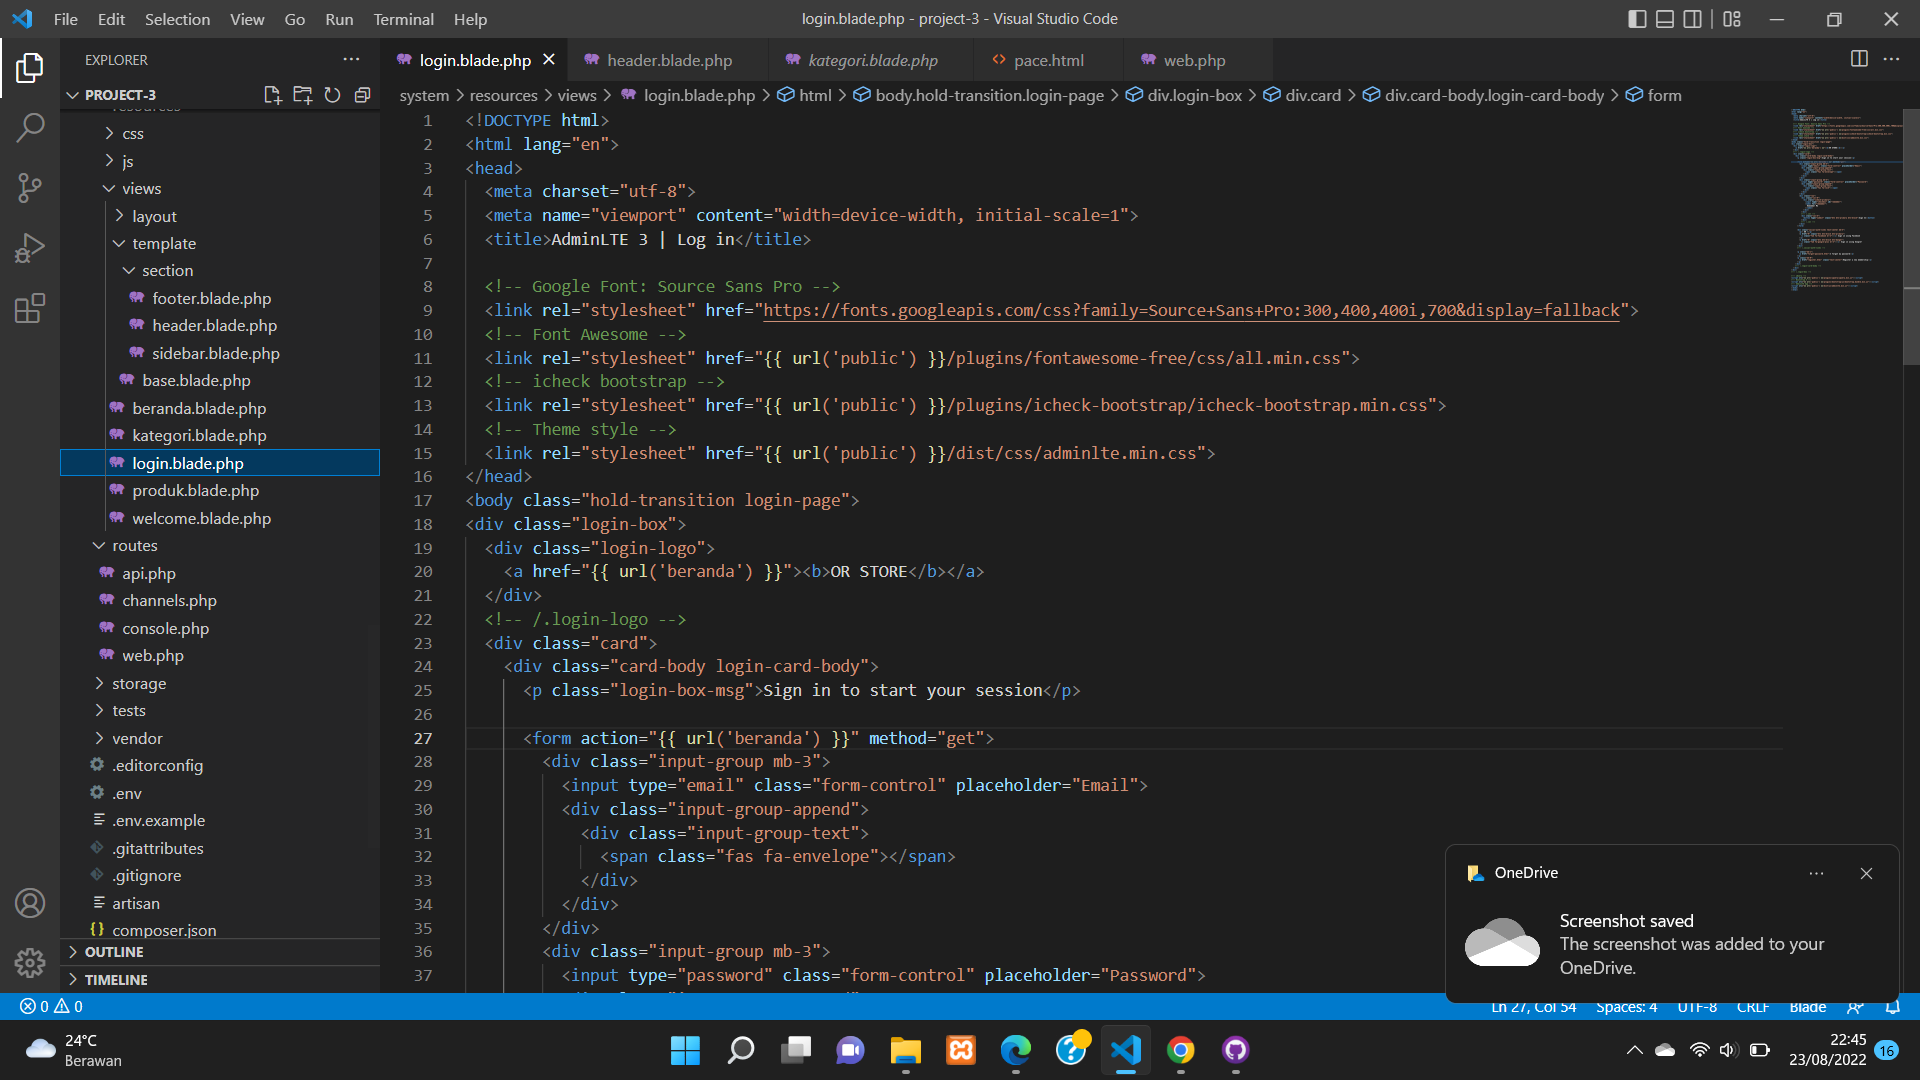 File Edit Selection View Go Run Terminal Help
login.blade.php - project-3 - Visual Studio Code
EXPLORER
PROJECT-3
resources
css
js
views
layout
template
section
footer.blade.php
header.blade.php
sidebar.blade.php
base.blade.php
beranda.blade.php
kategori.blade.php
login.blade.php
produk.blade.php
welcome.blade.php
routes
api.php
channels.php
console.php
web.php
storage
tests
vendor
.editorconfig
.env
.env.example
.gitattributes
.gitignore
artisan
composer.json
OUTLINE
TIMELINE
login.blade.php header.blade.php kategori.blade.php pace.html web.php
system > resources > views > login.blade.php > html > body.hold-transition.login-page > div.login-box > div.card > div.card-body.login-card-body > form
1 <!DOCTYPE html>
2 <html lang="en">
3 <head>
4 <meta charset="utf-8">
5 <meta name="viewport" content="width=device-width, initial-scale=1">
6 <title>AdminLTE 3 | Log in</title>
7
8 <!-- Google Font: Source Sans Pro -->
9 <link rel="stylesheet" href="https://fonts.googleapis.com/css?family=Source+Sans+Pro:300,400,400i,700&display=fallback">
10 <!-- Font Awesome -->
11 <link rel="stylesheet" href="{{ url('public') }}/plugins/fontawesome-free/css/all.min.css">
12 <!-- icheck bootstrap -->
13 <link rel="stylesheet" href="{{ url('public') }}/plugins/icheck-bootstrap/icheck-bootstrap.min.css">
14 <!-- Theme style -->
15 <link rel="stylesheet" href="{{ url('public') }}/dist/css/adminlte.min.css">
16 </head>
17 <body class="hold-transition login-page">
18 <div class="login-box">
19 <div class="login-logo">
20 <a href="{{ url('beranda') }}"><b>OR STORE</b></a>
21 </div>
22 <!-- /.login-logo -->
23 <div class="card">
24 <div class="card-body login-card-body">
25 <p class="login-box-msg">Sign in to start your session</p>
26
27 <form action="{{ url('beranda') }}" method="get">
28 <div class="input-group mb-3">
29 <input type="email" class="form-control" placeholder="Email">
30 <div class="input-group-append">
31 <div class="input-group-text">
32 <span class="fas fa-envelope"></span>
33 </div>
34 </div>
35 </div>
36 <div class="input-group mb-3">
37 <input type="password" class="form-control" placeholder="Password">
OneDrive
Screenshot saved
The screenshot was added to your
OneDrive.
0 0
Ln 27, Col 54 Spaces: 4 UTF-8 CRLF Blade
24°C
Berawan
22:45
23/08/2022
16